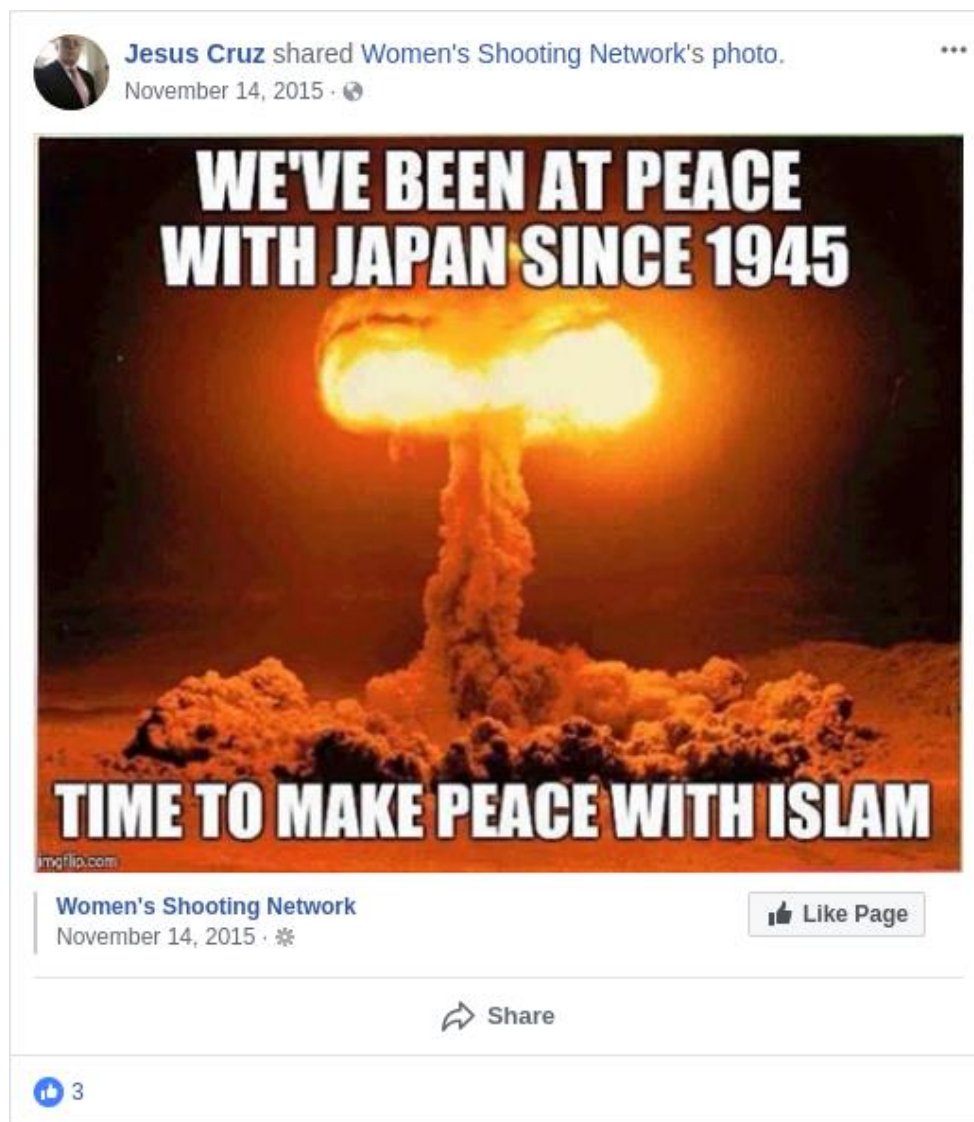 Jesus Cruz shared Women's Shooting Network's photo.
November 14, 2015 ·
WE'VE BEEN AT PEACE
WITH JAPAN SINCE 1945
TIME TO MAKE PEACE WITH ISLAM
imgflip.com
Women's Shooting Network
November 14, 2015 ·
Like Page
Share
3